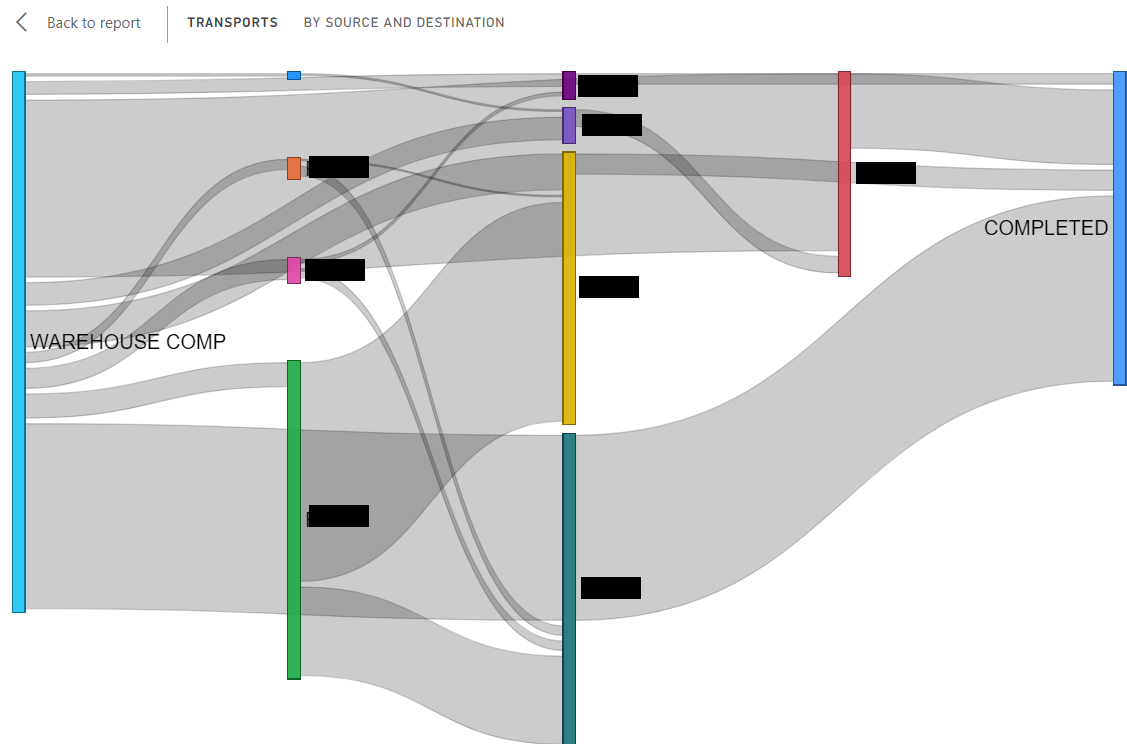 Back to report TRANSPORTS BY SOURCE AND DESTINATION
COMPLETED
WAREHOUSE COMP